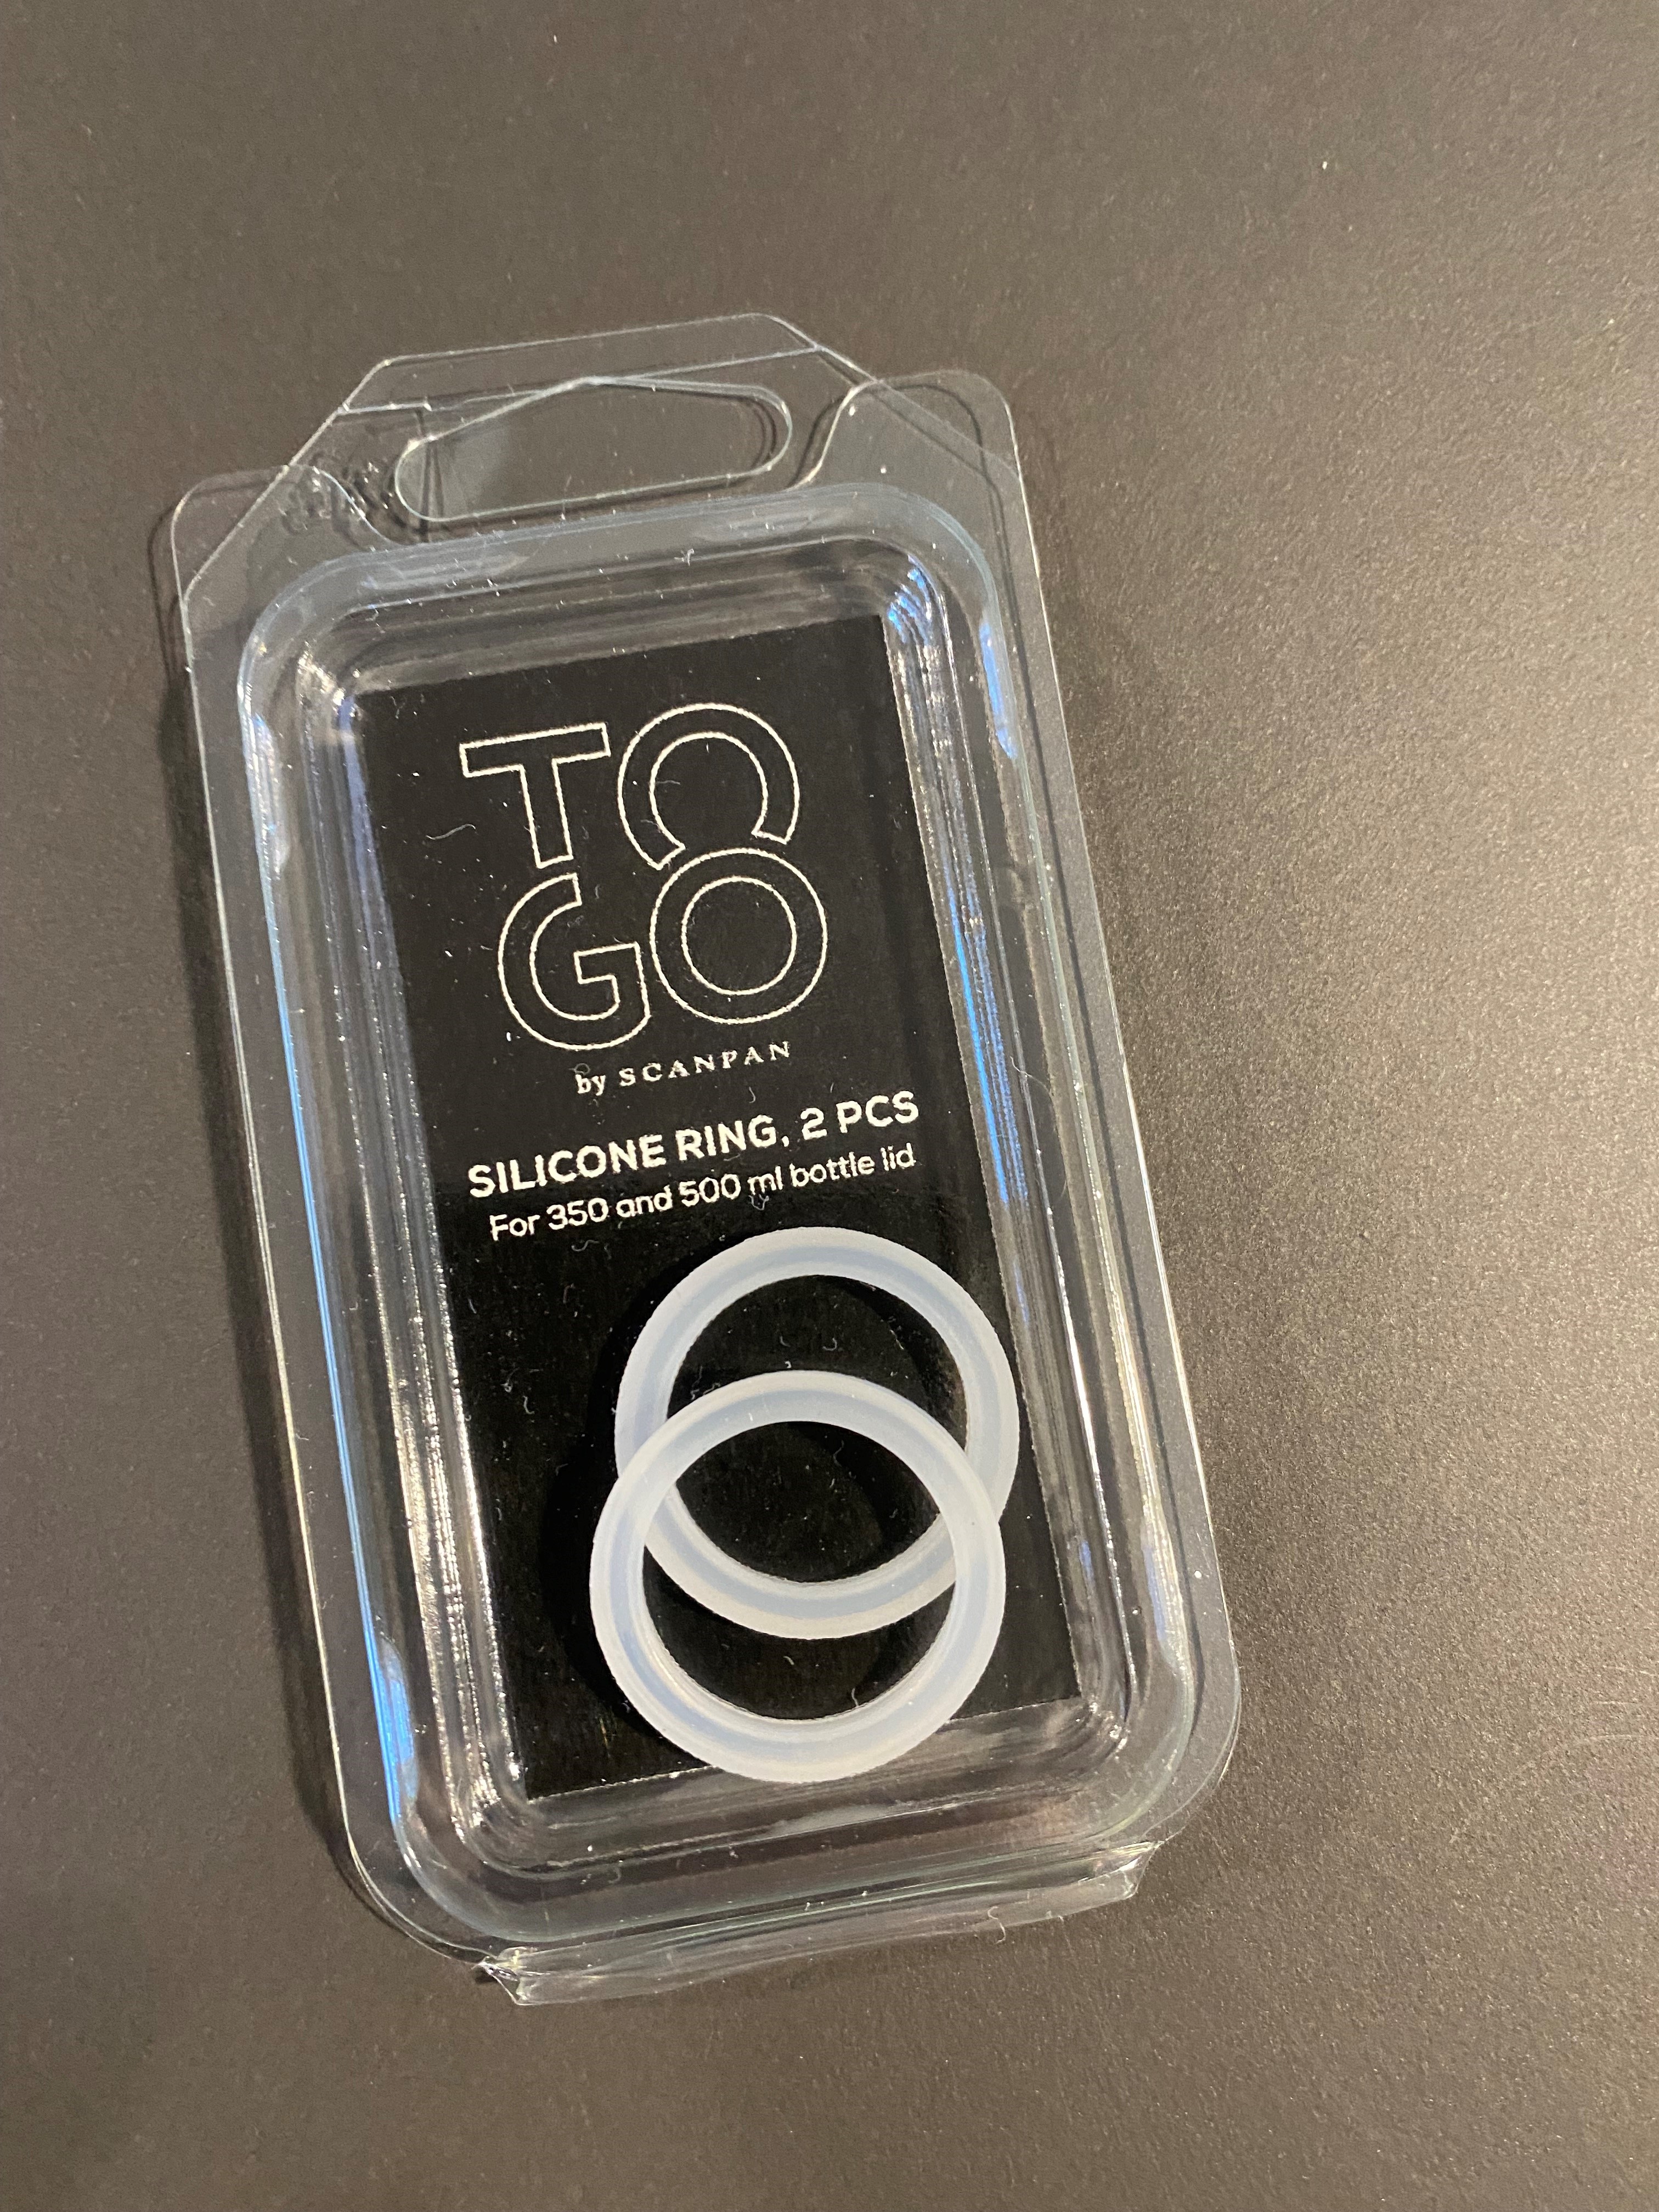 TO
GO
by SCANPAN
SILICONE RING, 2 PCS
For 350 and 500 ml bottle lid